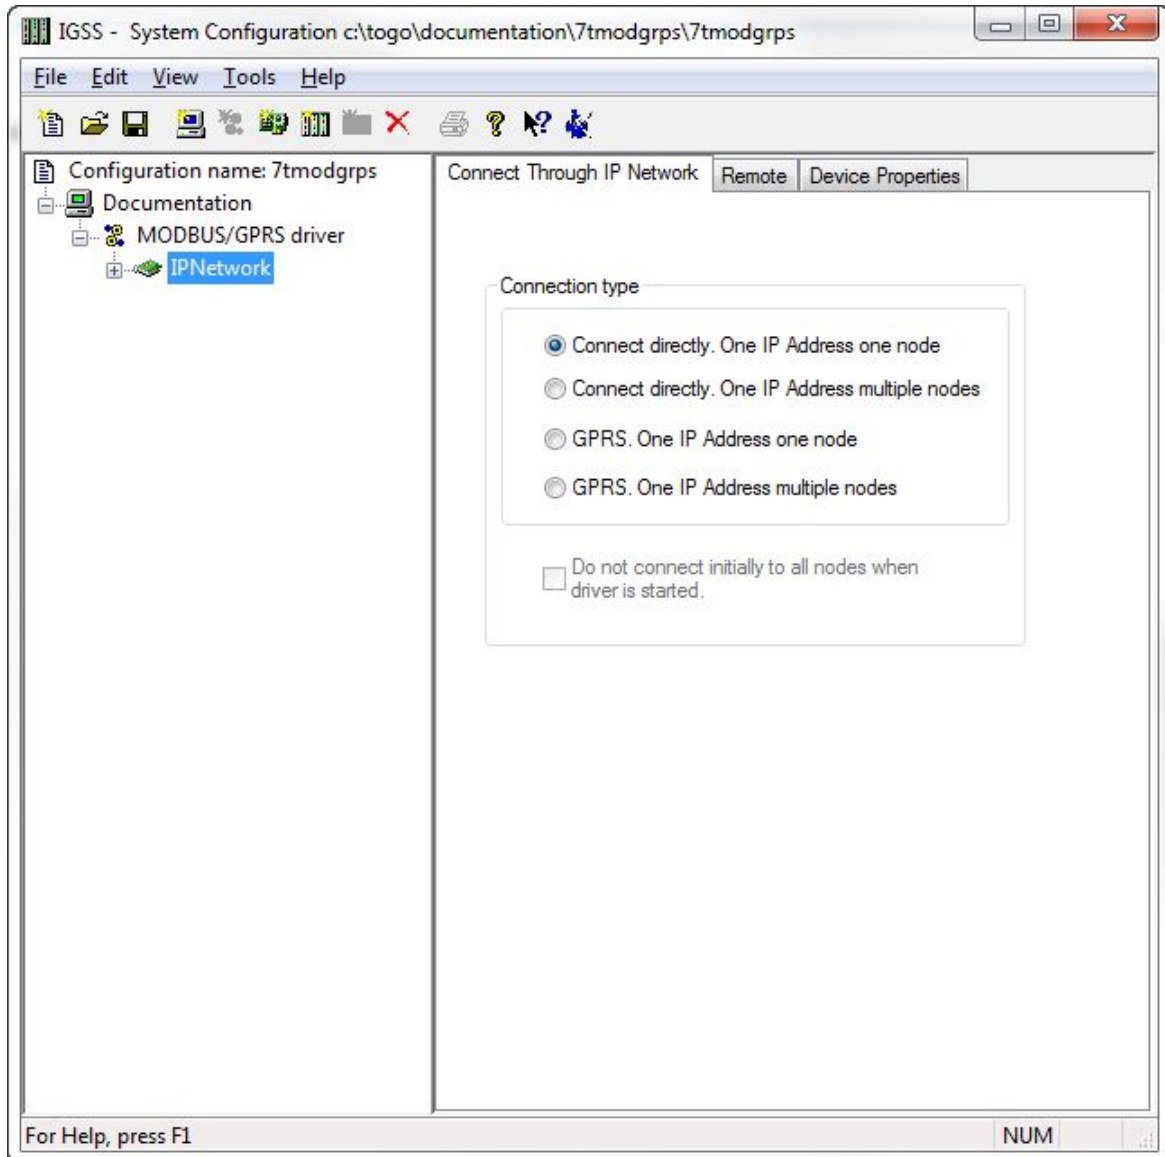 IGSS - System Configuration c:\togo\documentation\7tmodgrps\7tmodgrps
File Edit View Tools Help
Configuration name: 7tmodgrps
Documentation
MODBUS/GPRS driver
IPNetwork
Connect Through IP Network Remote Device Properties
Connection type
Connect directly. One IP Address one node
Connect directly. One IP Address multiple nodes
GPRS. One IP Address one node
GPRS. One IP Address multiple nodes
Do not connect initially to all nodes when
driver is started.
For Help, press F1 NUM